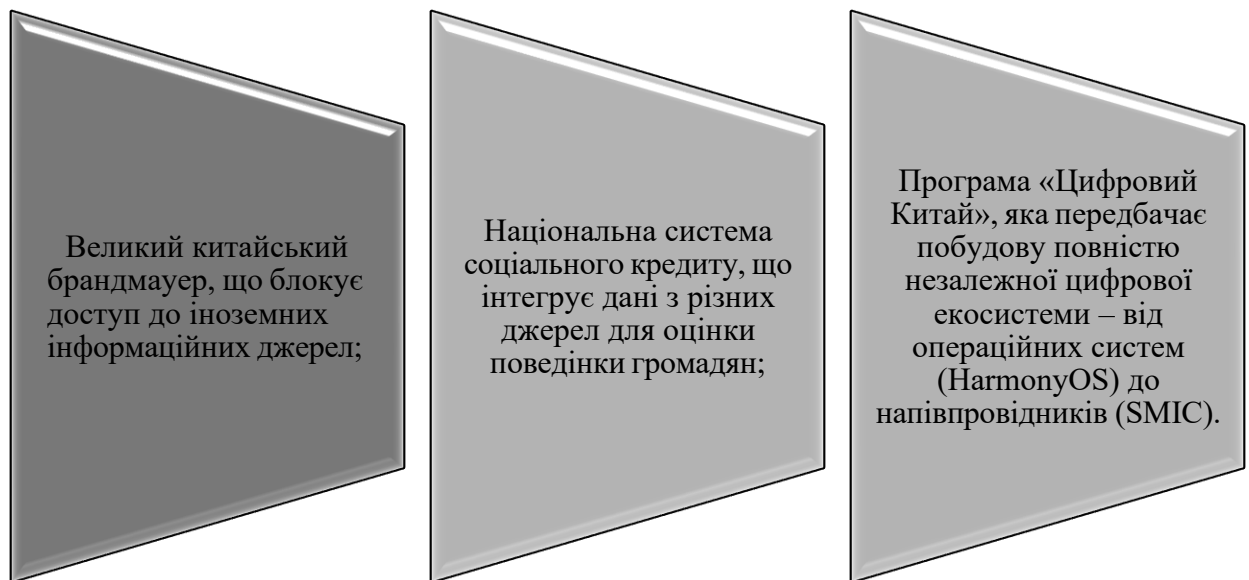 Великий китайський
брандмауер, що блокує
доступ до іноземних
інформаційних джерел;
Національна система
соціального кредиту, що
інтегрує дані з різних
джерел для оцінки
поведінки громадян;
Програма «Цифровий
Китай», яка передбачає
побудову повністю
незалежної цифрової
екосистеми – від
операційних систем
(HarmonyOS) до
напівпровідників (SMIC).